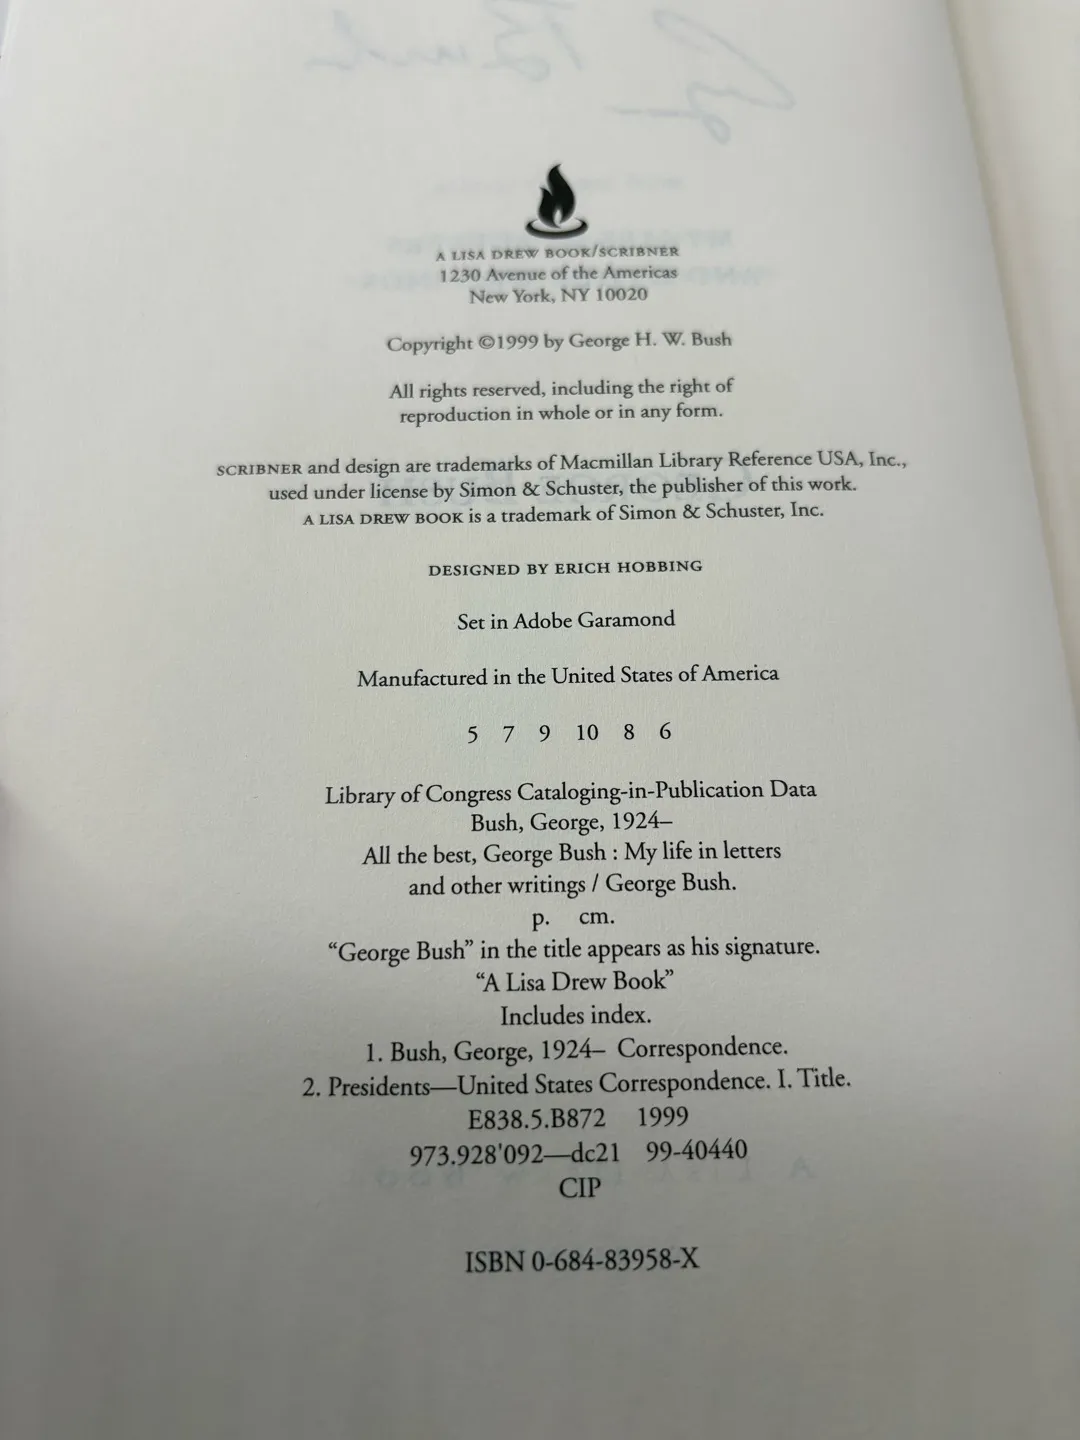 A LISA DREW BOOK/SCRIBNER
1230 Avenue of the Americas
New York, NY 10020
Copyright ©1999 by George H. W. Bush
All rights reserved, including the right of
reproduction in whole or in any form.
SCRIBNER and design are trademarks of Macmillan Library Reference USA, Inc.,
used under license by Simon & Schuster, the publisher of this work.
A LISA DREW BOOK is a trademark of Simon & Schuster, Inc.
DESIGNED BY ERICH HOBBING
Set in Adobe Garamond
Manufactured in the United States of America
5 7 9 10 8 6
Library of Congress Cataloging-in-Publication Data
Bush, George, 1924–
All the best, George Bush : My life in letters
and other writings / George Bush.
p. cm.
“George Bush” in the title appears as his signature.
“A Lisa Drew Book”
Includes index.
1. Bush, George, 1924– Correspondence.
2. Presidents—United States Correspondence. I. Title.
E838.5.B872 1999
973.928'092—dc21 99-40440
CIP
ISBN 0-684-83958-X